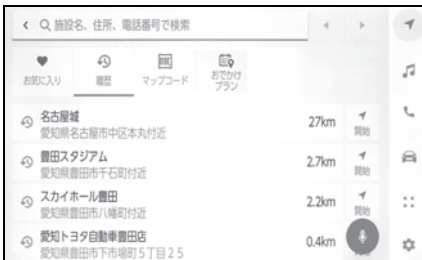 施設名、住所、電話番号で検索
お気に入り
履歴
マップコード
おでかけ
プラン
名古屋城
愛知県名古屋市中区本丸付近
27km
開始
豊田スタジアム
愛知県豊田市千石町付近
2.7km
開始
スカイホール豊田
愛知県豊田市八幡町付近
2.2km
開始
愛知トヨタ自動車豊田店
愛知県豊田市下市場町5丁目25
0.4km